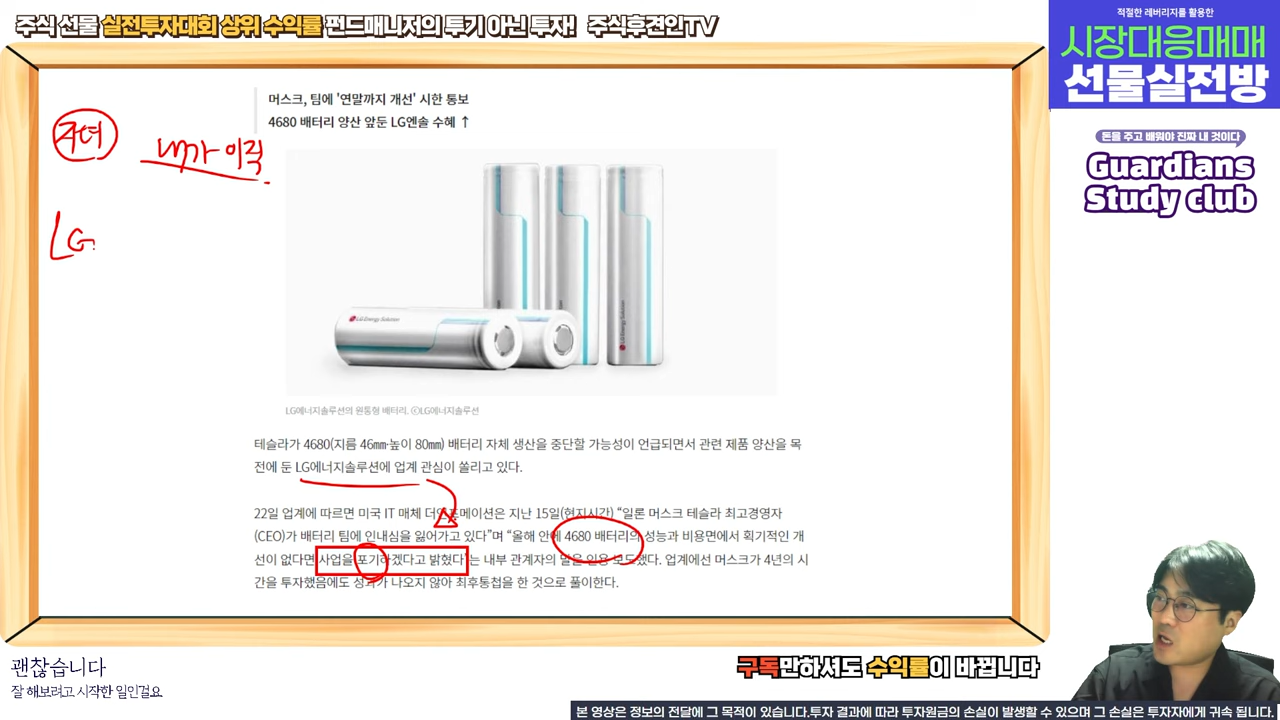 주식 선물 실전투자대회 상위 수익률 펀드매니저의 투기 아닌 투자! 주식후견인TV
적절한 레버리지를 활용한
시장대응매매
선물실전방
돈을 주고 배워야 진짜 내 것이다
Guardians
Study club
머스크, 팀에 '연말까지 개선' 시한 통보
4680 배터리 양산 앞둔 LG엔솔 수혜 ↑
내가 이직
LG
LG Energy Solution
LG에너지솔루션의 원통형 배터리. ⓒLG에너지솔루션
테슬라가 4680(지름 46㎜·높이 80㎜) 배터리 자체 생산을 중단할 가능성이 언급되면서 관련 제품 양산을 목
전에 둔 LG에너지솔루션에 업계 관심이 쏠리고 있다.
22일 업계에 따르면 미국 IT 매체 더인포메이션은 지난 15일(현지시간) “일론 머스크 테슬라 최고경영자
(CEO)가 배터리 팀에 인내심을 잃어가고 있다”며 “올해 안에 4680 배터리의 성능과 비용면에서 획기적인 개
선이 없다면 사업을 포기하겠다고 밝혔다”는 내부 관계자의 말을 인용 보도했다. 업계에선 머스크가 4년의 시
간을 투자했음에도 성과가 나오지 않아 최후통첩을 한 것으로 풀이한다.
괜찮습니다
잘 해보려고 시작한 일인걸요
구독만하셔도 수익률이 바뀝니다
본 영상은 정보의 전달에 그 목적이 있습니다.투자 결과에 따라 투자원금의 손실이 발생할 수 있으며 그 손실은 투자자에게 귀속 됩니다.